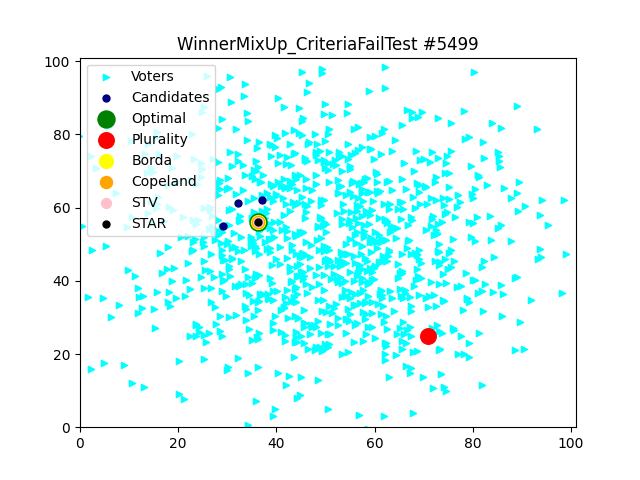 WinnerMixUp_CriteriaFailTest #5499
100
80
60
40
20
0
0 20 40 60 80 100
Voters
Candidates
Optimal
Plurality
Borda
Copeland
STV
STAR